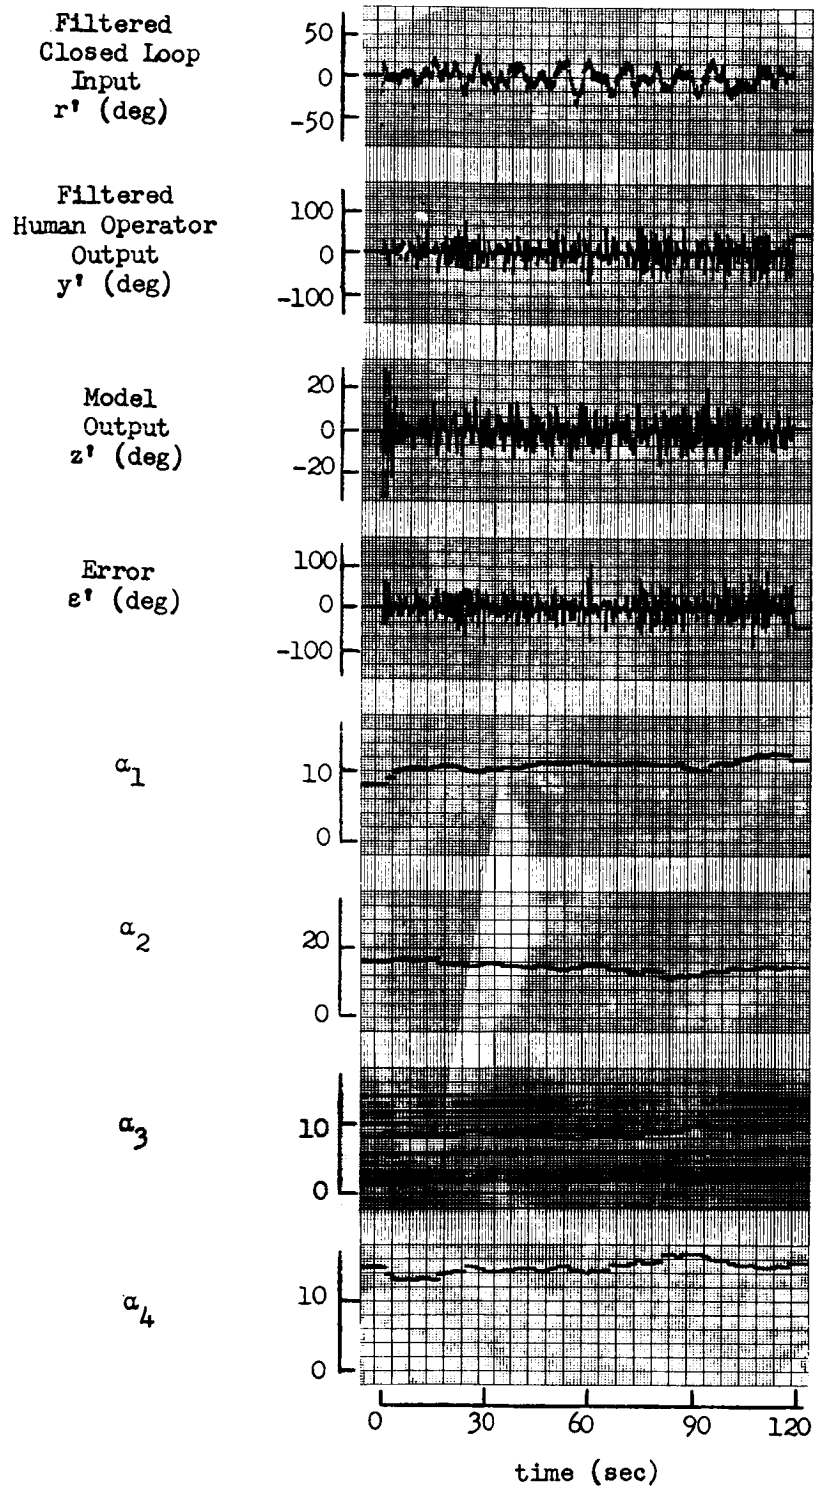 Filtered
Closed Loop
Input
r' (deg)
50
0
-50
Filtered
Human Operator
Output
y' (deg)
100
0
-100
Model
Output
z' (deg)
20
0
-20
Error
ε' (deg)
100
0
-100
α₁
10
0
α₂
20
0
α₃
10
0
α₄
10
0
0 30 60 90 120
time (sec)